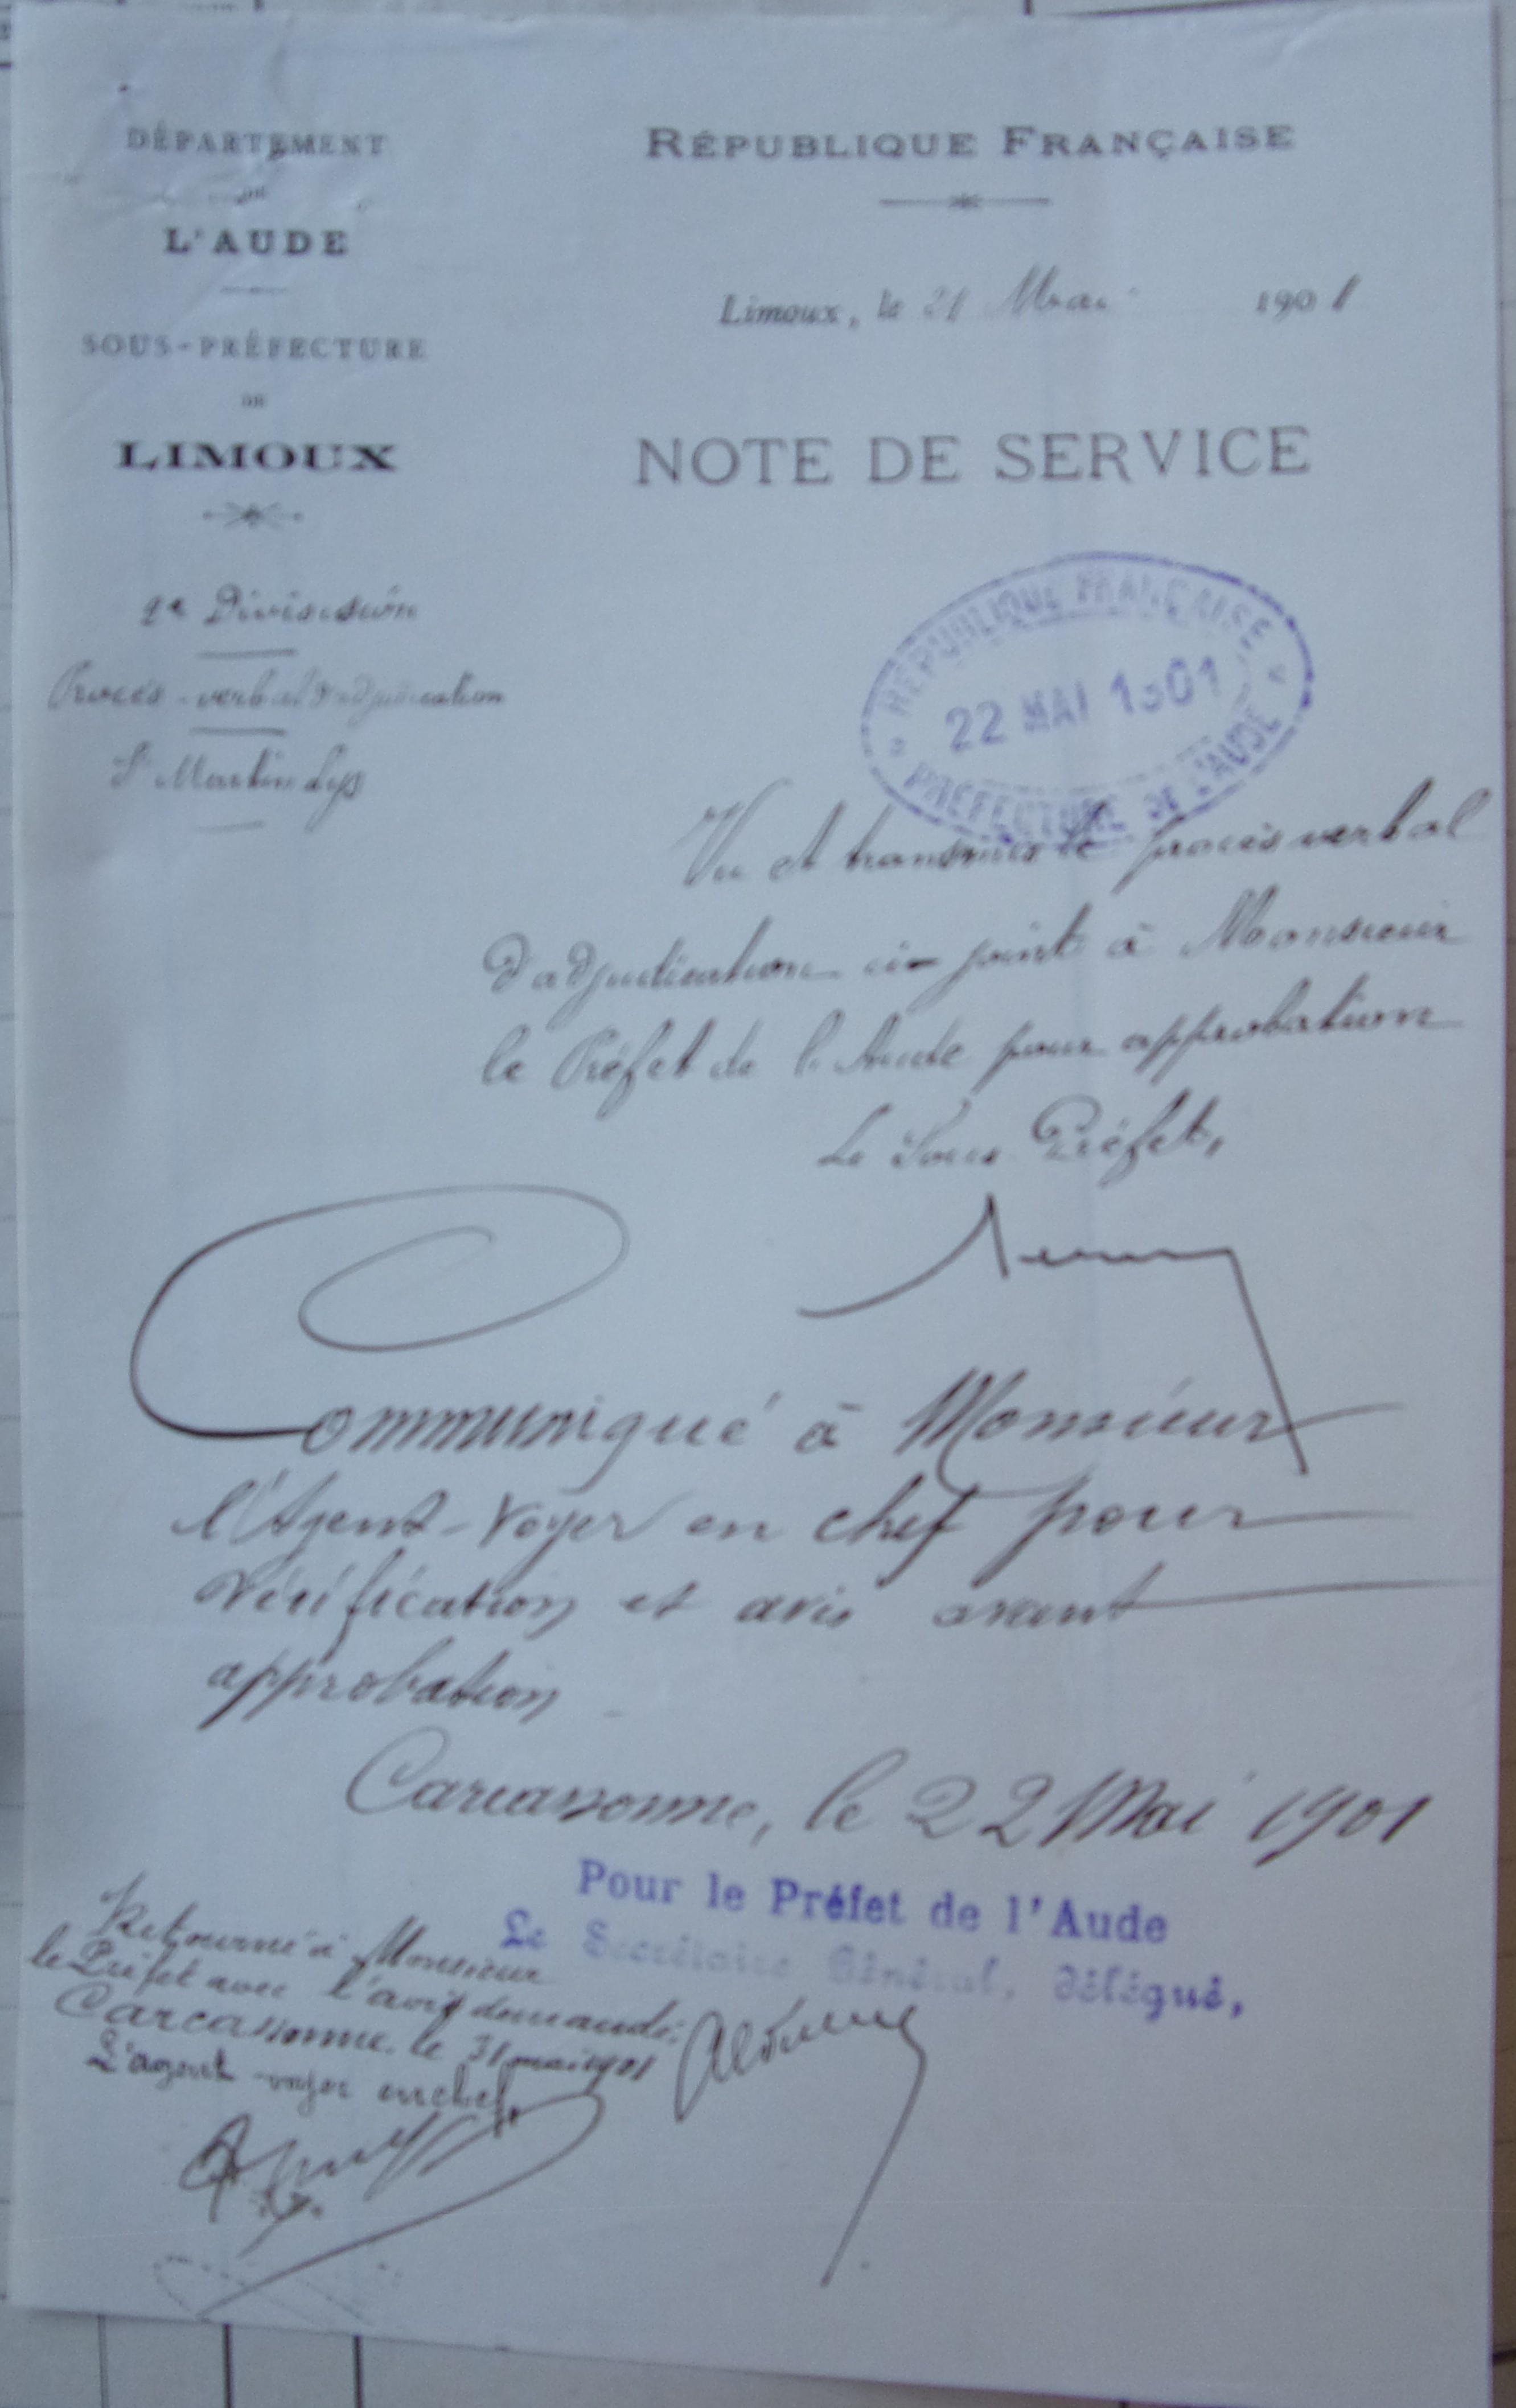 DÉPARTEMENT
DE
L'AUDE
SOUS-PRÉFECTURE
DE
LIMOUX
2e Division
Procès-verbal d'adjudication
St Martin Lys
RÉPUBLIQUE FRANÇAISE
Limoux, le 21 Mai 1901
NOTE DE SERVICE
RÉPUBLIQUE FRANÇAISE
22 MAI 1901
PRÉFECTURE DE L'AUDE
Vu et transmis le procès verbal
d'adjudication ci-joint à Monsieur
le Préfet de l'Aude pour approbation
Le Sous Préfet,
Communiqué à Monsieur
l'Agent-Voyer en chef pour
vérification et avis avant
approbation
Carcassonne, le 22 Mai 1901
Pour le Préfet de l'Aude
Le Secrétaire Général, délégué,
Retourné à Monsieur
le Préfet avec l'avis demandé.
Carcassonne, le 31 mai 1901
L'agent-voyer en chef,